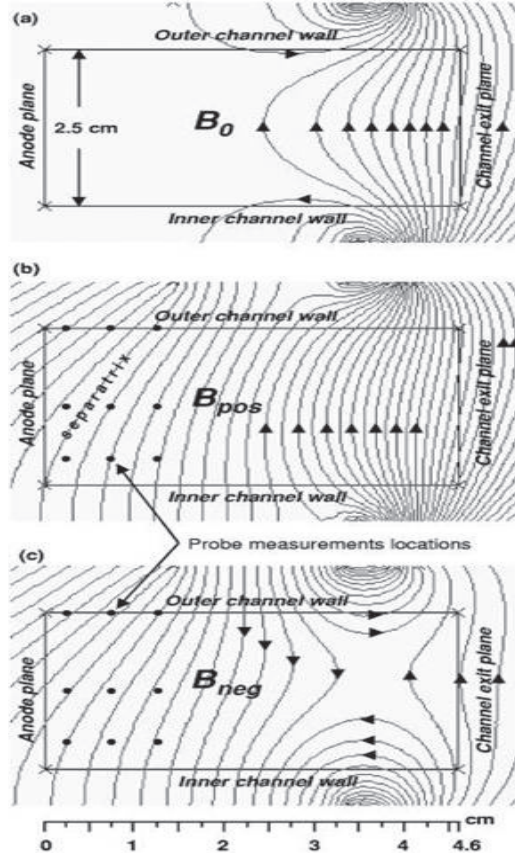 (a)
Outer channel wall
Anode plane
2.5 cm
B0
Channel exit plane
Inner channel wall
(b)
Outer channel wall
Anode plane
separatrix
Bpos
Channel exit plane
Inner channel wall
Probe measurements locations
(c)
Outer channel wall
Anode plane
Bneg
Channel exit plane
Inner channel wall
cm
0 1 2 3 4 4.6